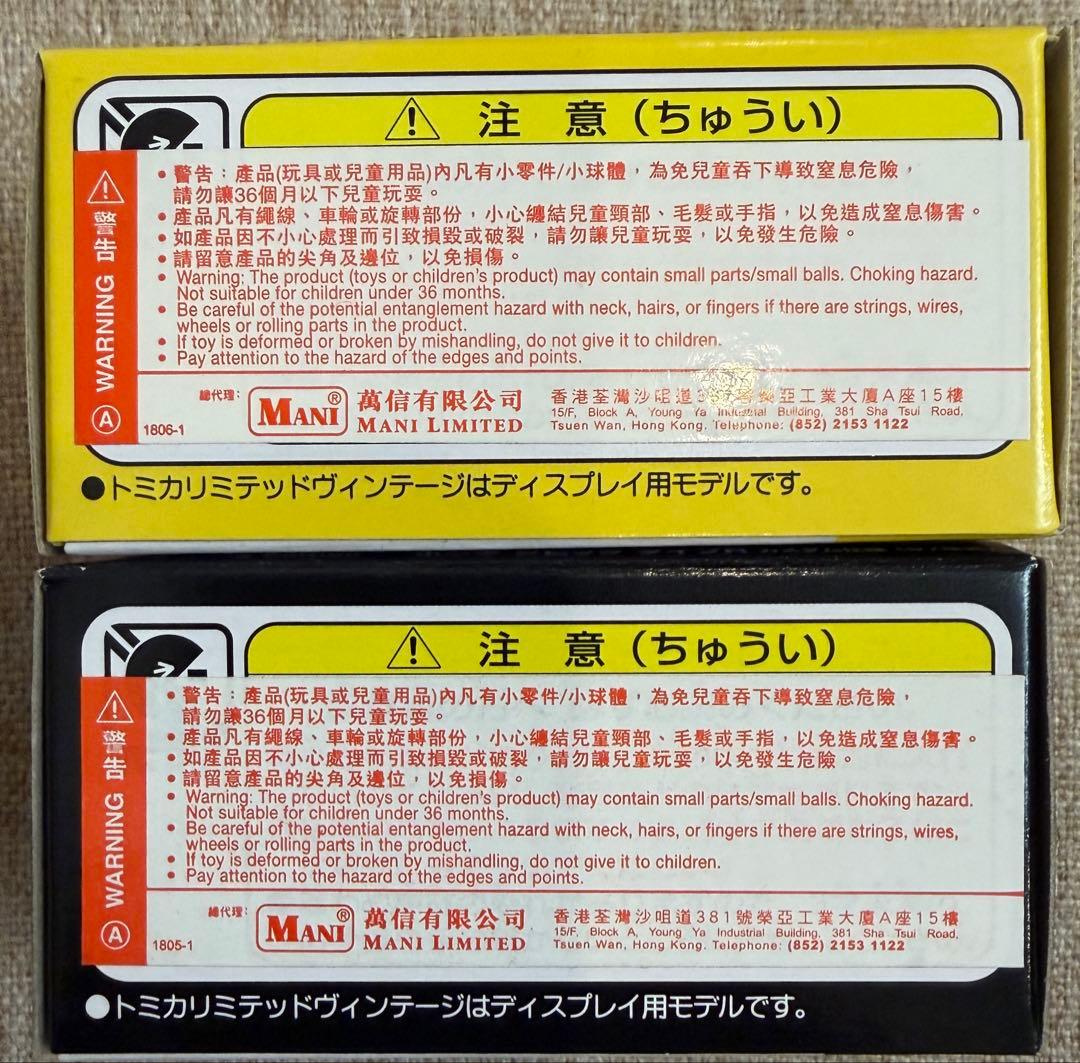 注 意(ちゅうい)
警告
WARNING
A
• 警告:產品(玩具或兒童用品)內凡有小零件/小球體,為免兒童吞下導致窒息危險,
請勿讓36個月以下兒童玩耍。
• 產品凡有繩線、車輪或旋轉部份,小心纏結兒童頸部、毛髮或手指,以免造成窒息傷害。
• 如產品因不小心處理而引致損毀或破裂,請勿讓兒童玩耍,以免發生危險。
• 請留意產品的尖角及邊位,以免損傷。
• Warning: The product (toys or children's product) may contain small parts/small balls. Choking hazard.
Not suitable for children under 36 months.
• Be careful of the potential entanglement hazard with neck, hairs, or fingers if there are strings, wires,
wheels or rolling parts in the product.
• If toy is deformed or broken by mishandling, do not give it to children.
• Pay attention to the hazard of the edges and points.
1806-1
總代理:
MANI®
萬信有限公司
MANI LIMITED
香港荃灣沙咀道3 榮亞工業大廈A座15樓
15/F, Block A, Young Ya Industrial Building, 381 Sha Tsui Road,
Tsuen Wan, Hong Kong. Telephone: (852) 2153 1122
●トミカリミテッドヴィンテージはディスプレイ用モデルです。
注 意(ちゅうい)
警告
WARNING
A
• 警告:產品(玩具或兒童用品)內凡有小零件/小球體,為免兒童吞下導致窒息危險,
請勿讓36個月以下兒童玩耍。
• 產品凡有繩線、車輪或旋轉部份,小心纏結兒童頸部、毛髮或手指,以免造成窒息傷害。
• 如產品因不小心處理而引致損毀或破裂,請勿讓兒童玩耍,以免發生危險。
• 請留意產品的尖角及邊位,以免損傷。
• Warning: The product (toys or children's product) may contain small parts/small balls. Choking hazard.
Not suitable for children under 36 months.
• Be careful of the potential entanglement hazard with neck, hairs, or fingers if there are strings, wires,
wheels or rolling parts in the product.
• If toy is deformed or broken by mishandling, do not give it to children.
• Pay attention to the hazard of the edges and points.
1805-1
總代理:
MANI®
萬信有限公司
MANI LIMITED
香港荃灣沙咀道381號榮亞工業大廈A座15樓
15/F, Block A, Young Ya Industrial Building, 381 Sha Tsui Road,
Tsuen Wan, Hong Kong. Telephone: (852) 2153 1122
●トミカリミテッドヴィンテージはディスプレイ用モデルです。